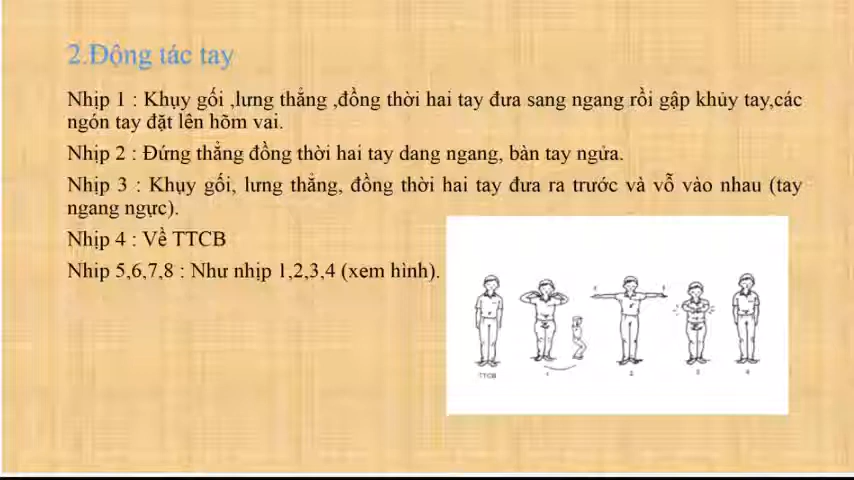 2.Động tác tay
Nhịp 1 : Khụy gối ,lưng thẳng ,đồng thời hai tay đưa sang ngang rồi gập khủy tay,các
ngón tay đặt lên hõm vai.
Nhịp 2 : Đứng thẳng đồng thời hai tay dang ngang, bàn tay ngửa.
Nhịp 3 : Khụy gối, lưng thẳng, đồng thời hai tay đưa ra trước và vỗ vào nhau (tay
ngang ngực).
Nhịp 4 : Về TTCB
Nhip 5,6,7,8 : Như nhịp 1,2,3,4 (xem hình).
TTCB 1 2 3 4